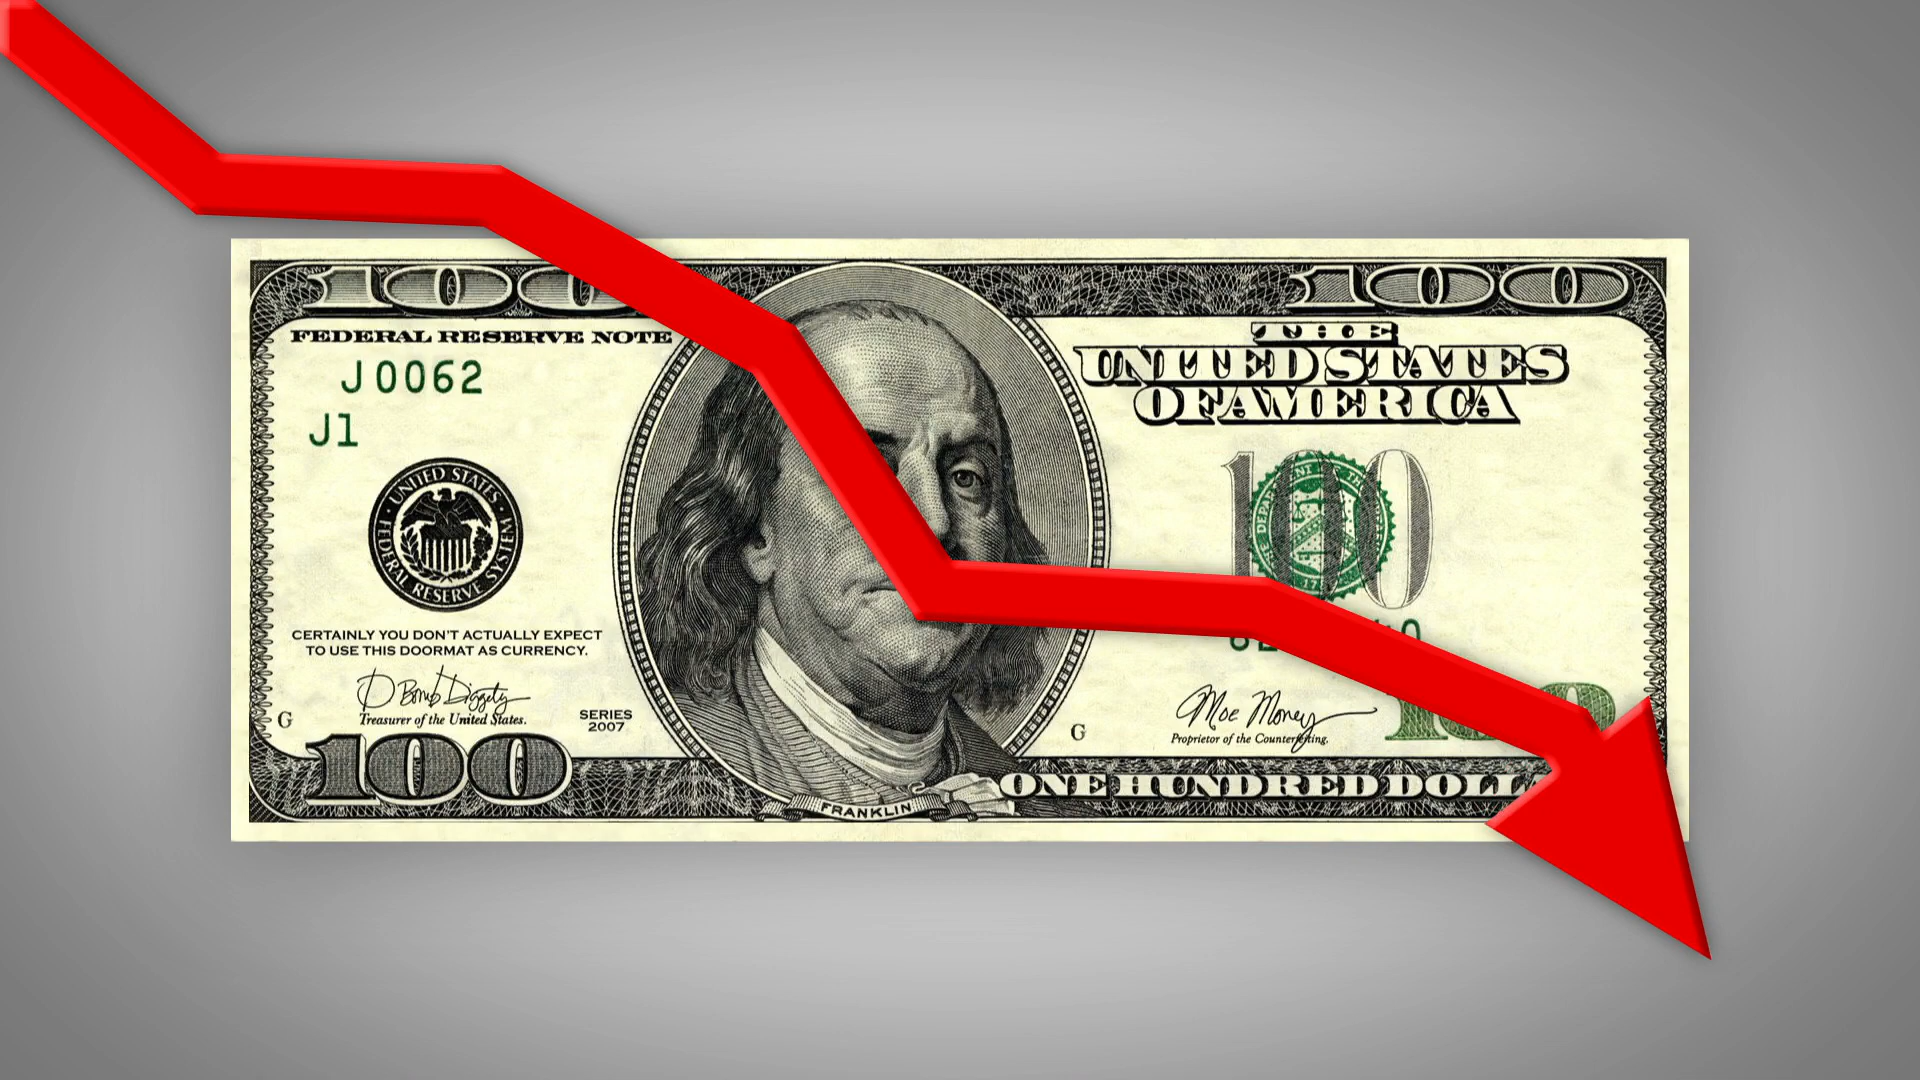 100 100
FEDERAL RESERVE NOTE
THE
UNITED STATES
OF AMERICA
J0062
J1
100
UNITED STATES
FEDERAL RESERVE SYSTEM
CERTAINLY YOU DON'T ACTUALLY EXPECT
TO USE THIS DOORMAT AS CURRENCY.
D Bomb Diggety
Treasurer of the United States.
SERIES
2007
Moe Money
Proprietor of the Counterfeiting.
G
G
100
FRANKLIN
ONE HUNDRED